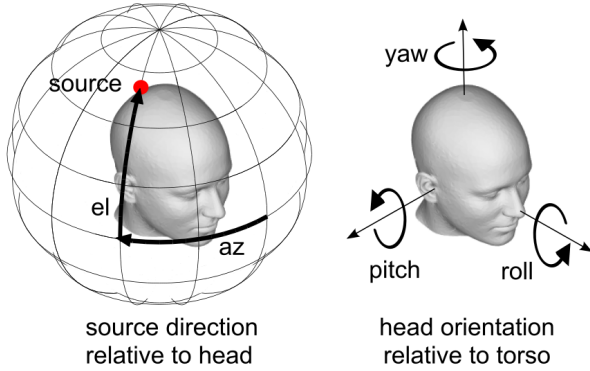 source
el
az
source direction
relative to head
yaw
pitch
roll
head orientation
relative to torso